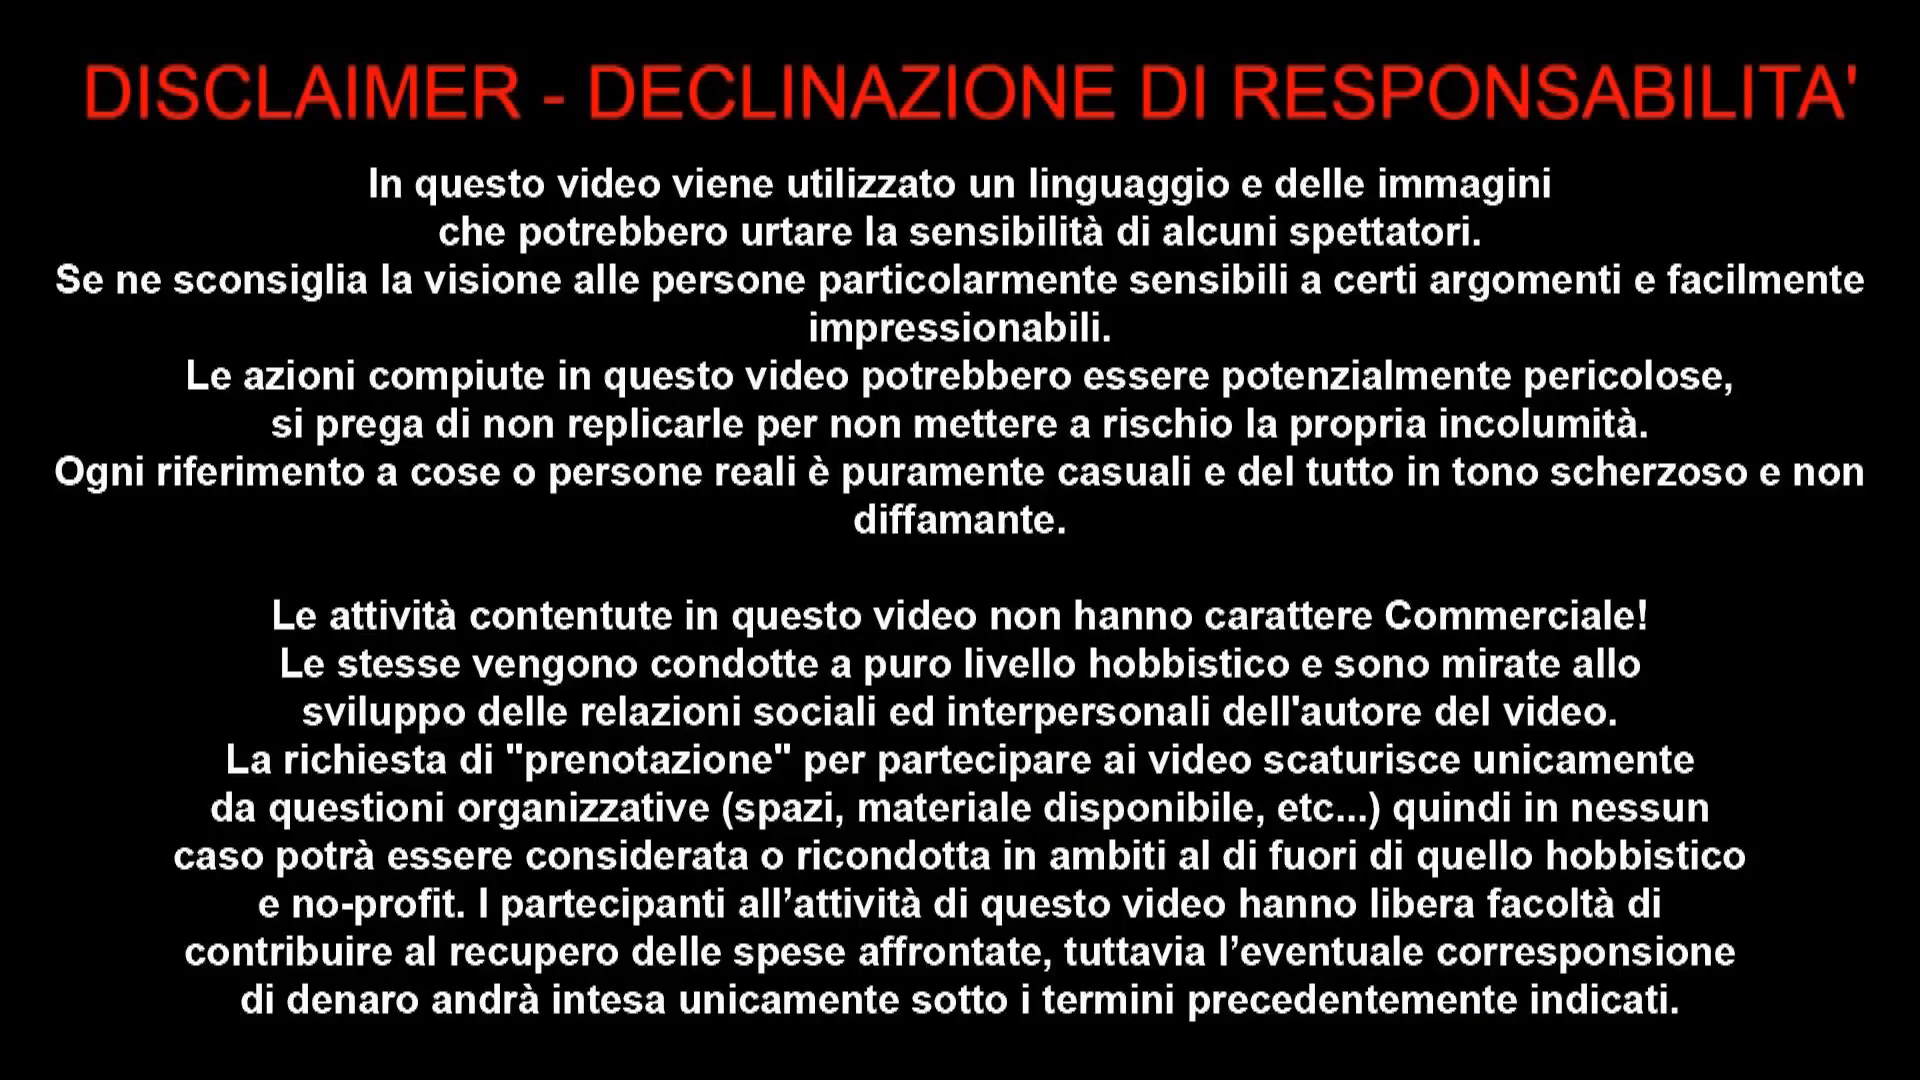 DISCLAIMER - DECLINAZIONE DI RESPONSABILITA'
In questo video viene utilizzato un linguaggio e delle immagini
che potrebbero urtare la sensibilità di alcuni spettatori.
Se ne sconsiglia la visione alle persone particolarmente sensibili a certi argomenti e facilmente
impressionabili.
Le azioni compiute in questo video potrebbero essere potenzialmente pericolose,
si prega di non replicarle per non mettere a rischio la propria incolumità.
Ogni riferimento a cose o persone reali è puramente casuali e del tutto in tono scherzoso e non
diffamante.
Le attività contentute in questo video non hanno carattere Commerciale!
Le stesse vengono condotte a puro livello hobbistico e sono mirate allo
sviluppo delle relazioni sociali ed interpersonali dell'autore del video.
La richiesta di "prenotazione" per partecipare ai video scaturisce unicamente
da questioni organizzative (spazi, materiale disponibile, etc...) quindi in nessun
caso potrà essere considerata o ricondotta in ambiti al di fuori di quello hobbistico
e no-profit. I partecipanti all’attività di questo video hanno libera facoltà di
contribuire al recupero delle spese affrontate, tuttavia l’eventuale corresponsione
di denaro andrà intesa unicamente sotto i termini precedentemente indicati.